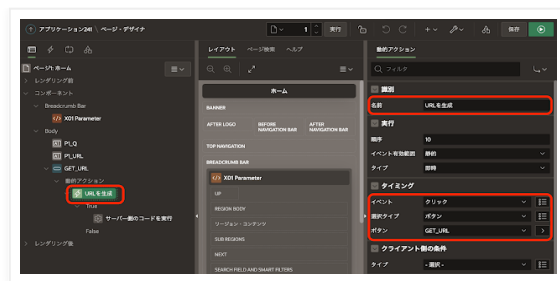 アプリケーション241 \ ページ・デザイナ
1
実行
保存
ページ1: ホーム
レンダリング前
コンポーネント
Breadcrumb Bar
X01 Parameter
Body
P1_Q
P1_URL
GET_URL
動的アクション
URLを生成
True
サーバー側のコードを実行
False
レンダリング後
レイアウト ページ検索 ヘルプ
ホーム
BANNER
AFTER LOGO
BEFORE NAVIGATION BAR
AFTER NAVIGATION BAR
TOP NAVIGATION
BREADCRUMB BAR
X01 Parameter
UP
REGION BODY
リージョン・コンテンツ
SUB REGIONS
NEXT
SEARCH FIELD AND SMART FILTERS
動的アクション
フィルタ
識別
名前 URLを生成
実行
順序 10
イベント有効範囲 静的
タイプ 即時
タイミング
イベント クリック
選択タイプ ボタン
ボタン GET_URL
クライアント側の条件
タイプ - 選択 -